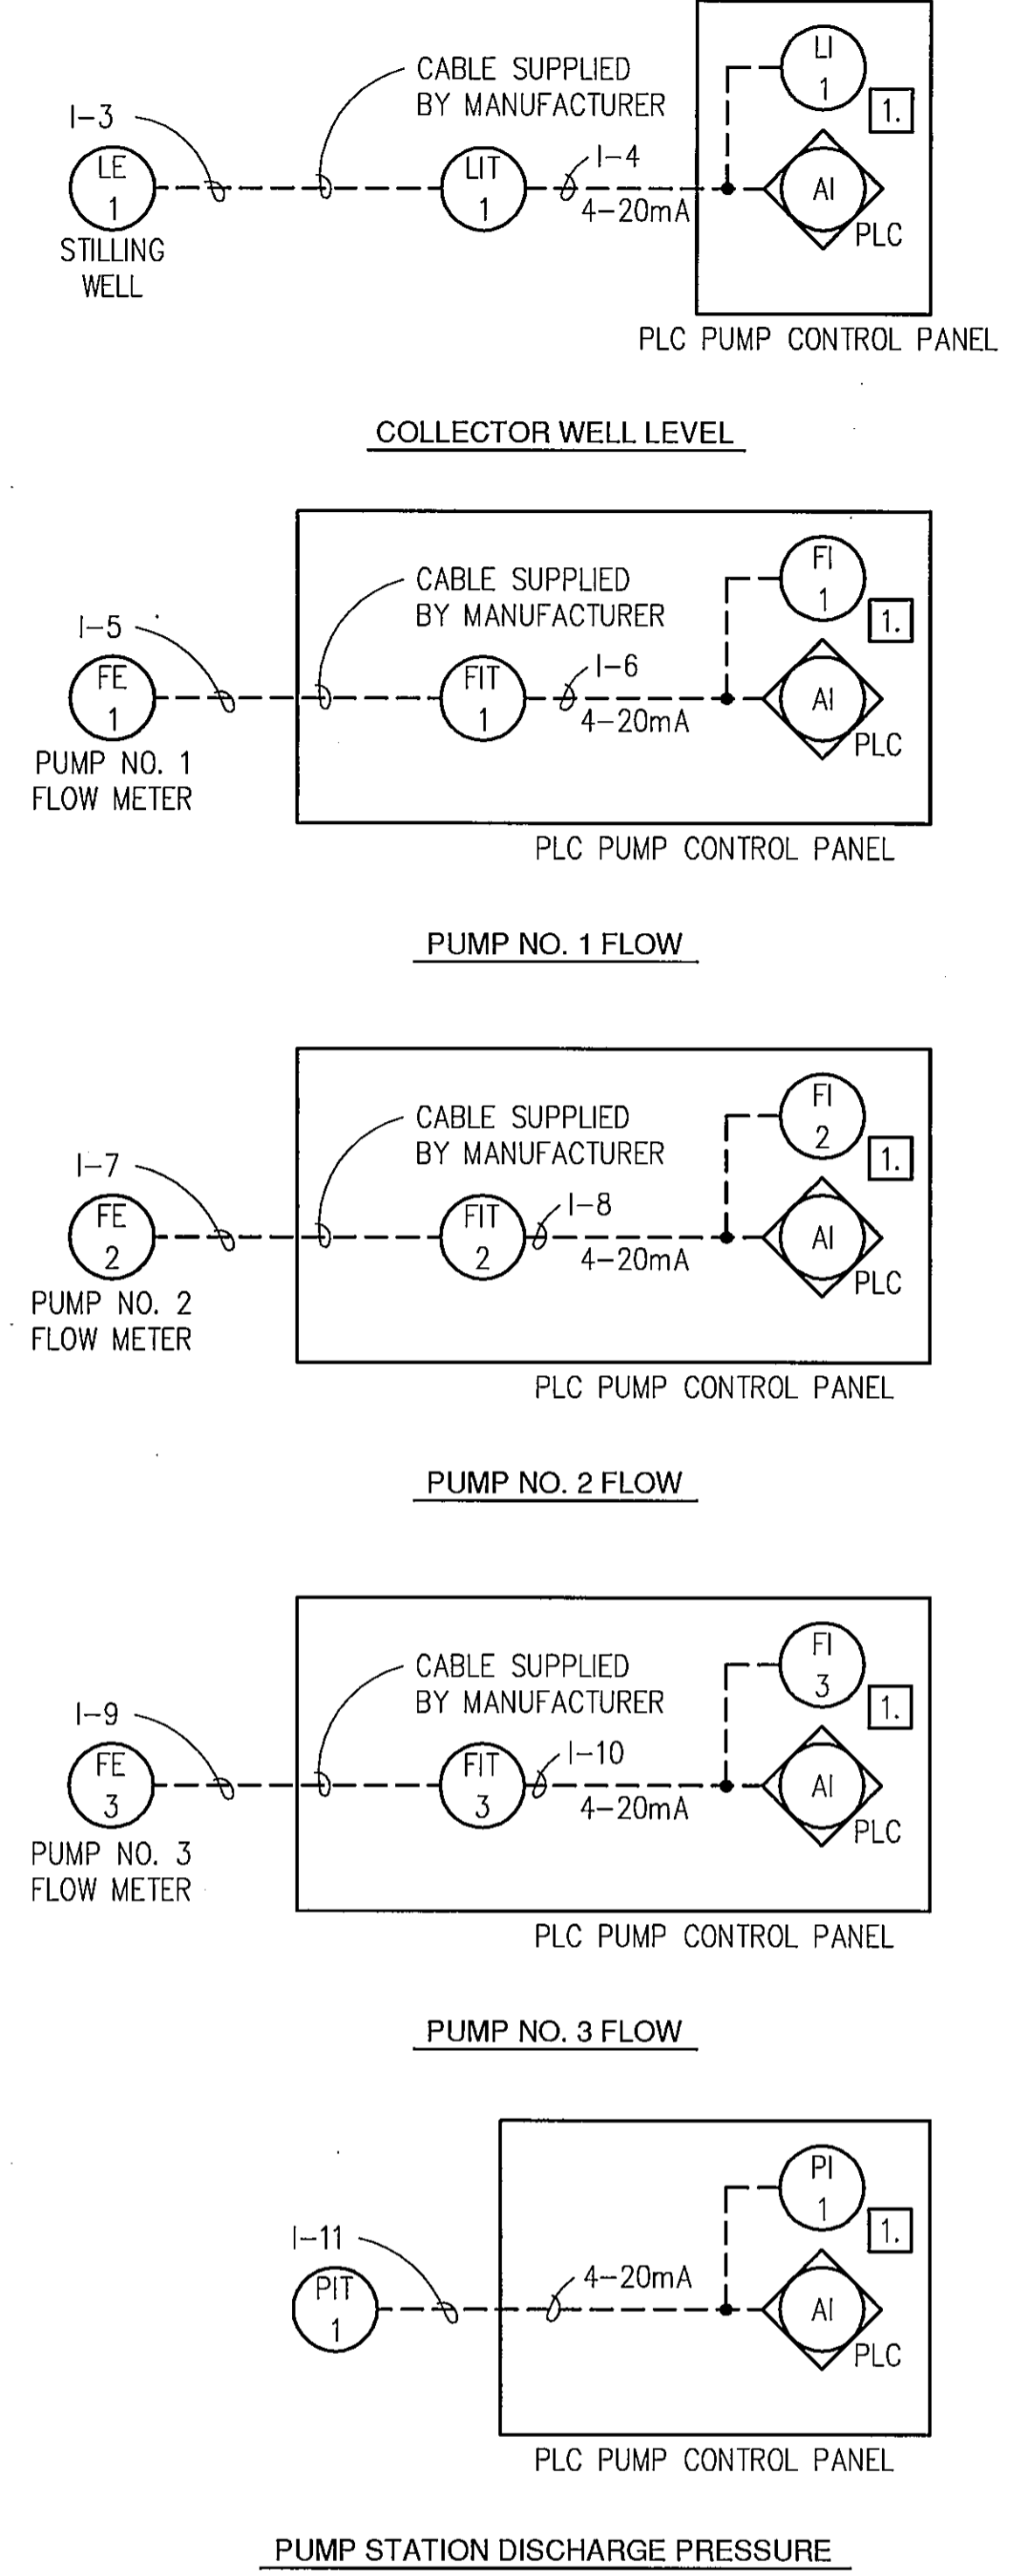 LI
1
1.
CABLE SUPPLIED
BY MANUFACTURER
I-3
LE
1
STILLING
WELL
LIT
1
I-4
4-20mA
AI
PLC
PLC PUMP CONTROL PANEL
COLLECTOR WELL LEVEL
FI
1
1.
CABLE SUPPLIED
BY MANUFACTURER
I-5
FE
1
PUMP NO. 1
FLOW METER
FIT
1
I-6
4-20mA
AI
PLC
PLC PUMP CONTROL PANEL
PUMP NO. 1 FLOW
FI
2
1.
CABLE SUPPLIED
BY MANUFACTURER
I-7
FE
2
PUMP NO. 2
FLOW METER
FIT
2
I-8
4-20mA
AI
PLC
PLC PUMP CONTROL PANEL
PUMP NO. 2 FLOW
FI
3
1.
CABLE SUPPLIED
BY MANUFACTURER
I-9
FE
3
PUMP NO. 3
FLOW METER
FIT
3
I-10
4-20mA
AI
PLC
PLC PUMP CONTROL PANEL
PUMP NO. 3 FLOW
PI
1
1.
I-11
PIT
1
4-20mA
AI
PLC
PLC PUMP CONTROL PANEL
PUMP STATION DISCHARGE PRESSURE